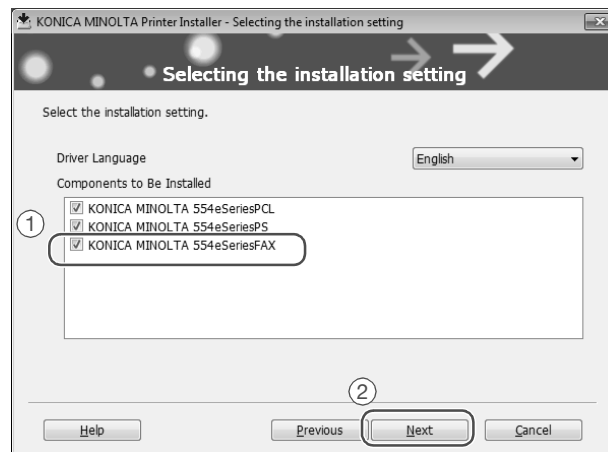 KONICA MINOLTA Printer Installer - Selecting the installation setting
Selecting the installation setting
Select the installation setting.
Driver Language English
Components to Be Installed
KONICA MINOLTA 554eSeriesPCL
① KONICA MINOLTA 554eSeriesPS
KONICA MINOLTA 554eSeriesFAX
②
Help Previous Next Cancel